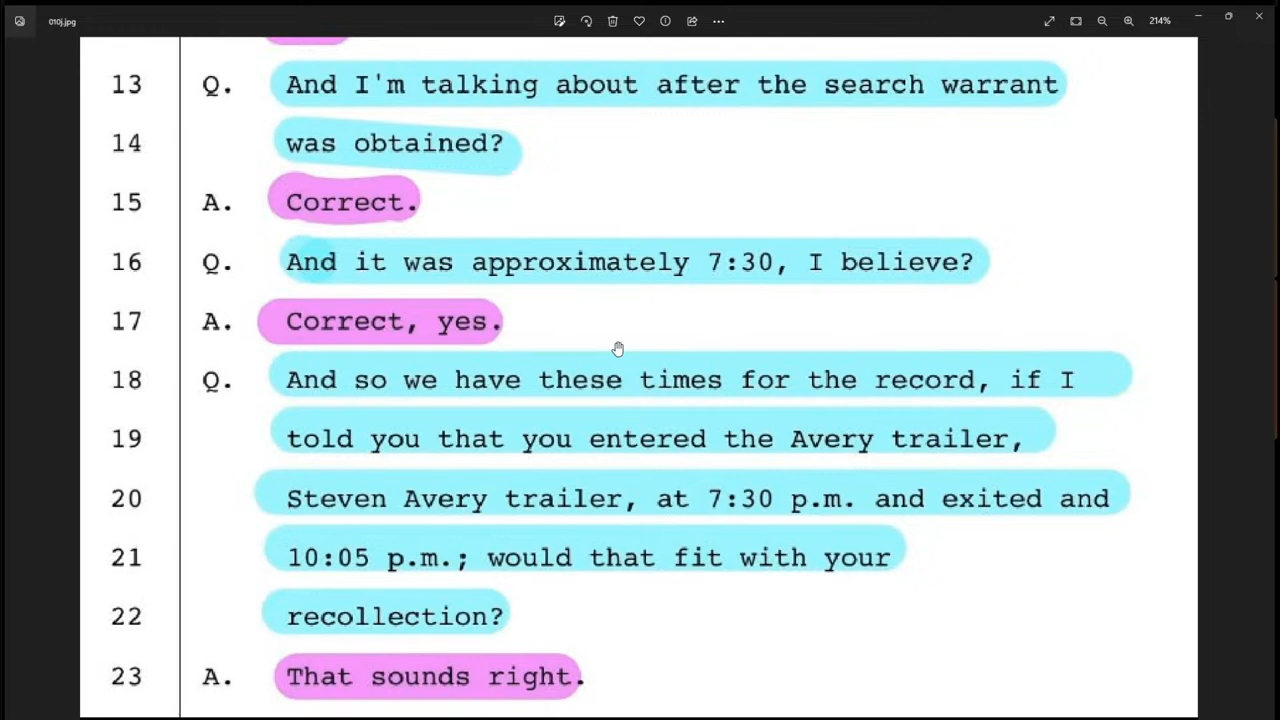 010j.jpg
214%
13 Q. And I'm talking about after the search warrant
14 was obtained?
15 A. Correct.
16 Q. And it was approximately 7:30, I believe?
17 A. Correct, yes.
18 Q. And so we have these times for the record, if I
19 told you that you entered the Avery trailer,
20 Steven Avery trailer, at 7:30 p.m. and exited and
21 10:05 p.m.; would that fit with your
22 recollection?
23 A. That sounds right.